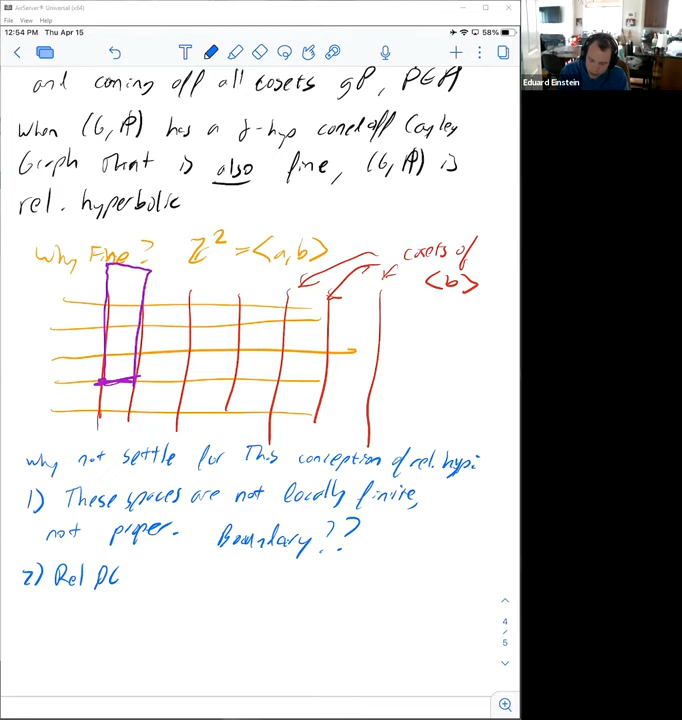 AirServer® Universal (x64)
File View Help
12:54 PM Thu Apr 15
58%
Eduard Einstein
and coning off all cosets gP, P∈ℙ
When (G, ℙ) has a δ-hyp coned off Cayley
Graph that is also fine, (G, ℙ) is
rel. hyperbolic
Why Fine? ℤ² = <a,b>
cosets of
<b>
why not settle for This conception of rel. hyp:
1) These spaces are not locally finite,
not proper. Boundary??
2) Rel
4
/
5